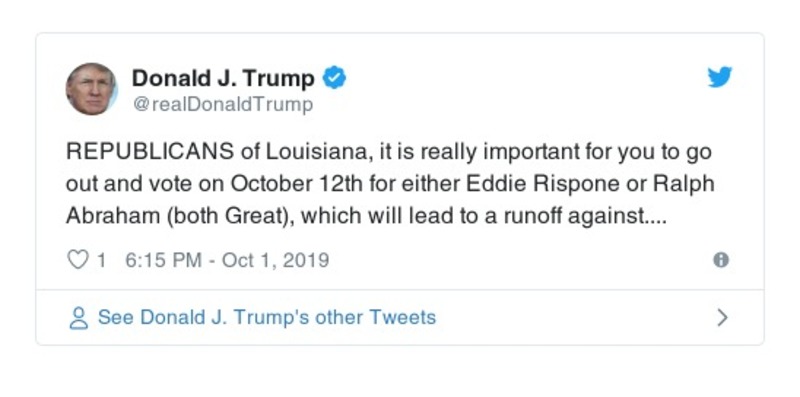 Donald J. Trump
@realDonaldTrump
REPUBLICANS of Louisiana, it is really important for you to go
out and vote on October 12th for either Eddie Rispone or Ralph
Abraham (both Great), which will lead to a runoff against....
1 6:15 PM - Oct 1, 2019
See Donald J. Trump's other Tweets